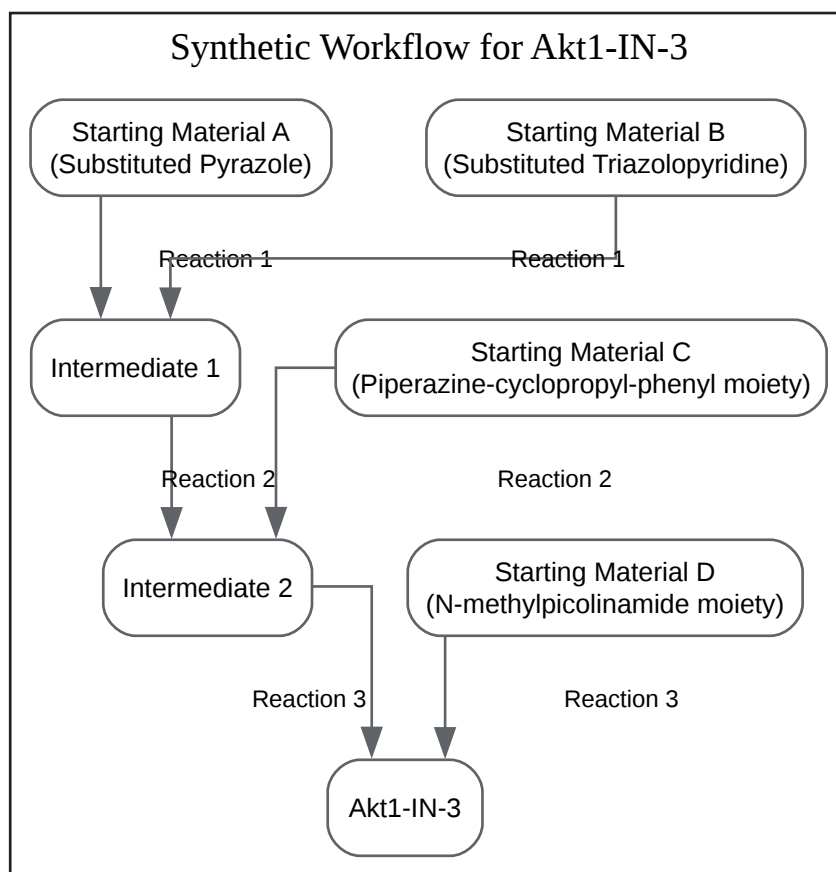 Synthetic Workflow for Akt1-IN-3
Starting Material A
(Substituted Pyrazole)
Starting Material B
(Substituted Triazolopyridine)
Reaction 1
Reaction 1
Intermediate 1
Starting Material C
(Piperazine-cyclopropyl-phenyl moiety)
Reaction 2
Reaction 2
Intermediate 2
Starting Material D
(N-methylpicolinamide moiety)
Reaction 3
Reaction 3
Akt1-IN-3